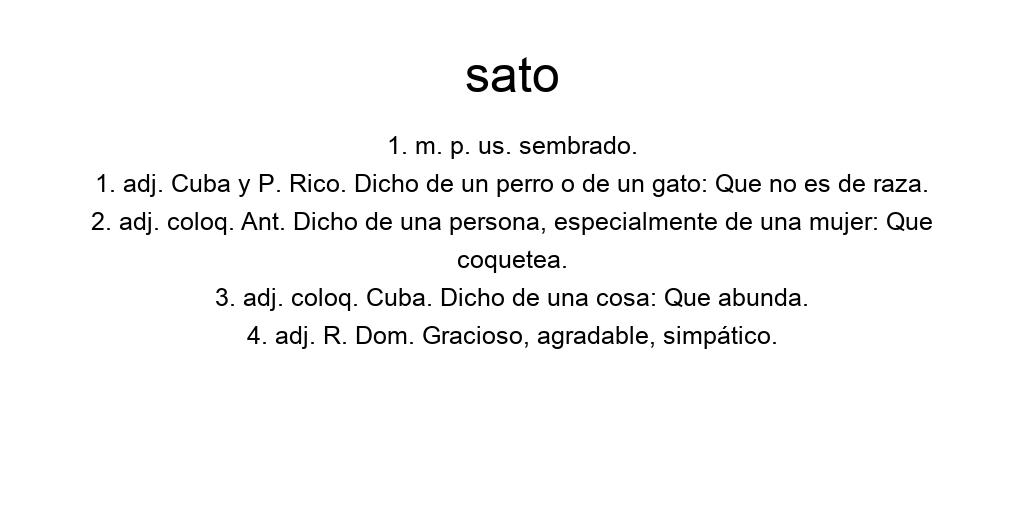 sato
1. m. p. us. sembrado.
1. adj. Cuba y P. Rico. Dicho de un perro o de un gato: Que no es de raza.
2. adj. coloq. Ant. Dicho de una persona, especialmente de una mujer: Que
coquetea.
3. adj. coloq. Cuba. Dicho de una cosa: Que abunda.
4. adj. R. Dom. Gracioso, agradable, simpático.